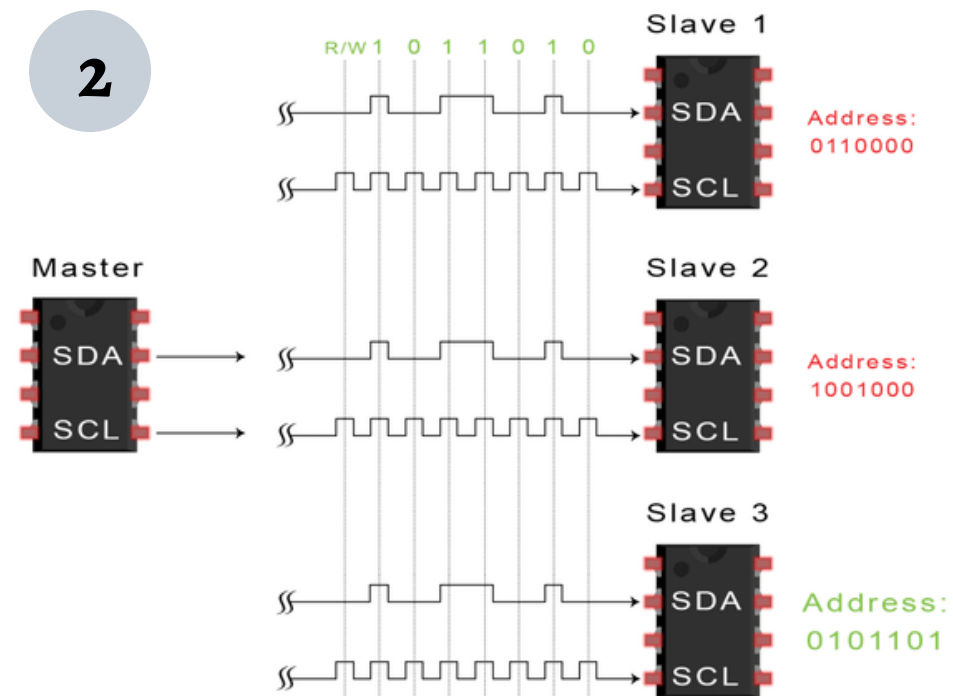 2
R/W 1 0 1 1 0 1 0
Slave 1
SDA
SCL
Address:
0110000
Master
SDA
SCL
Slave 2
SDA
SCL
Address:
1001000
Slave 3
SDA
SCL
Address:
0101101